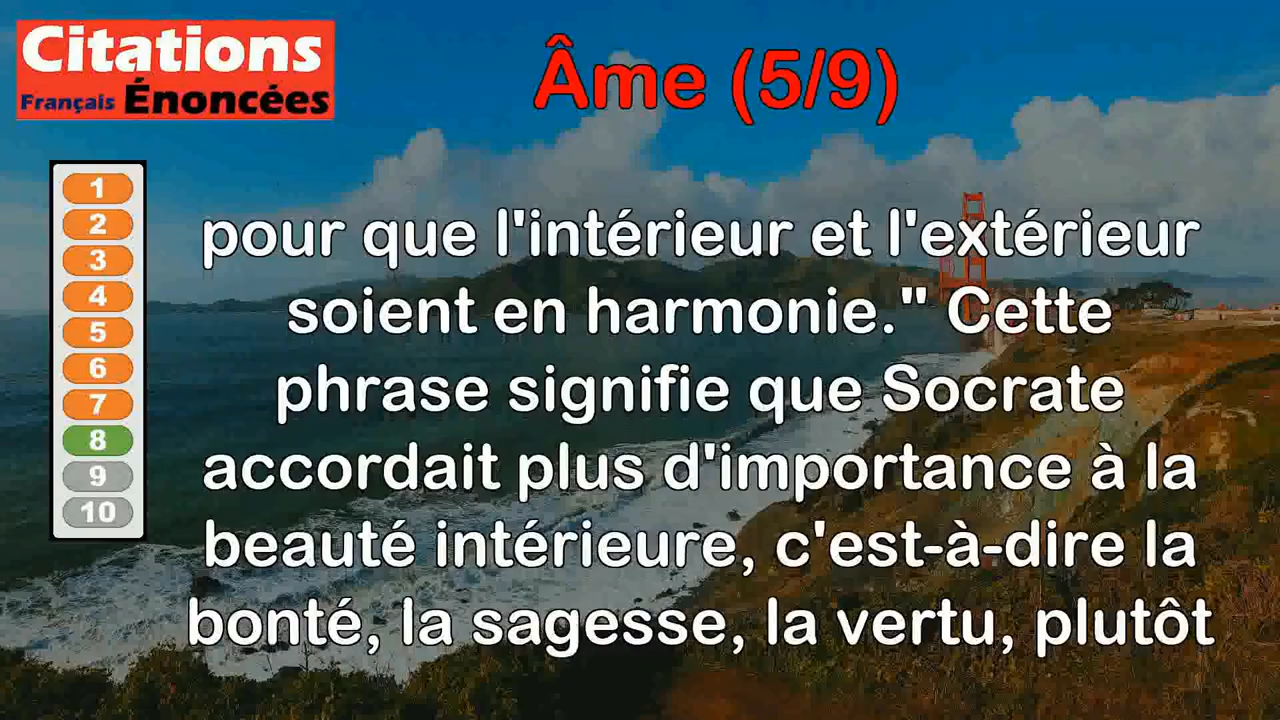 Citations
Français Énoncées
Âme (5/9)
1
2
3
4
5
6
7
8
9
10
pour que l'intérieur et l'extérieur
soient en harmonie." Cette
phrase signifie que Socrate
accordait plus d'importance à la
beauté intérieure, c'est-à-dire la
bonté, la sagesse, la vertu, plutôt